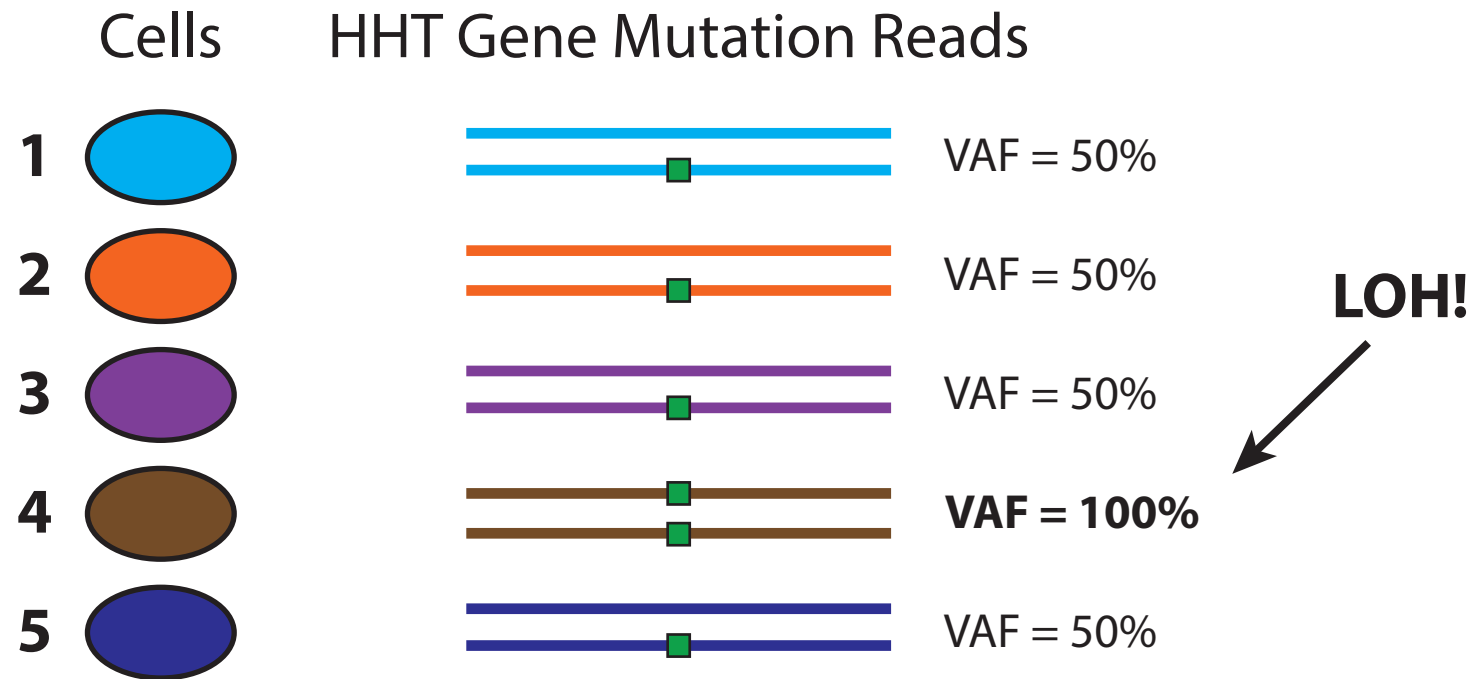 Cells HHT Gene Mutation Reads
1 VAF = 50%
2 VAF = 50%
LOH!
3 VAF = 50%
4 VAF = 100%
5 VAF = 50%